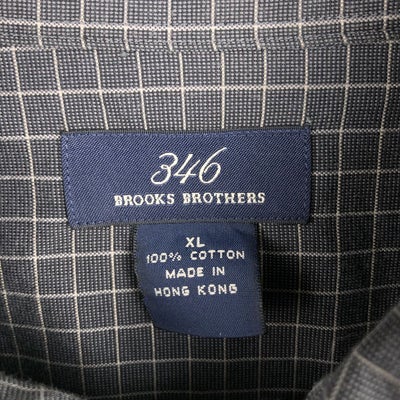 346
BROOKS BROTHERS
XL
100% COTTON
MADE IN
HONG KONG